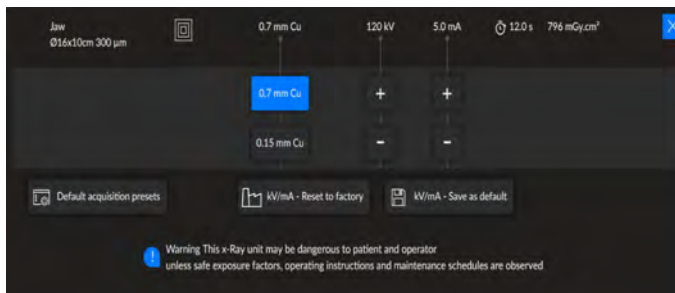 Jaw
Ø16x10cm 300 µm
0.7 mm Cu
120 kV
5.0 mA
12.0 s
796 mGy.cm²
0.7 mm Cu
+
+
0.15 mm Cu
-
-
Default acquisition presets
kV/mA - Reset to factory
kV/mA - Save as default
Warning This x-Ray unit may be dangerous to patient and operator
unless safe exposure factors, operating instructions and maintenance schedules are observed